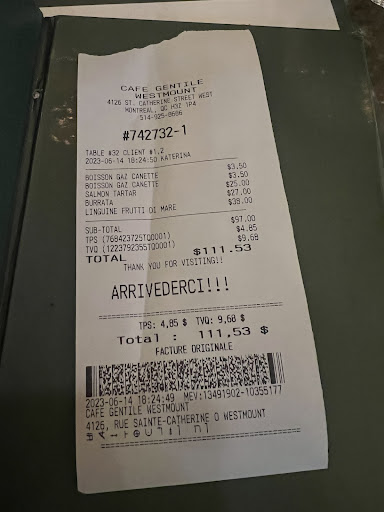 CAFE GENTILE
WESTMOUNT
4126 ST. CATHERINE STREET WEST
MONTREAL, QC H3Z 1P4
514-925-8686
#742732-1
TABLE #32 CLIENT #1,2
2023-06-14 18:24:50 KATERINA
BOISSON GAZ CANETTE $3.50
BOISSON GAZ CANETTE $3.50
SALMON TARTAR $25.00
BURRATA $27.00
LINGUINE FRUTTI DI MARE $38.00
SUB-TOTAL $97.00
TPS (768423725TQ0001) $4.85
TVQ (1223792355TQ0001) $9.68
TOTAL $111.53
THANK YOU FOR VISITING!!
ARRIVEDERCI!!!
TPS: 4,85 $ TVQ: 9,68 $
Total : 111,53 $
FACTURE ORIGINALE
2023-06-14 18:24:49 MEV:13491902-10355177
CAFE GENTILE WESTMOUNT
4126, RUE SAINTE-CATHERINE O WESTMOUNT